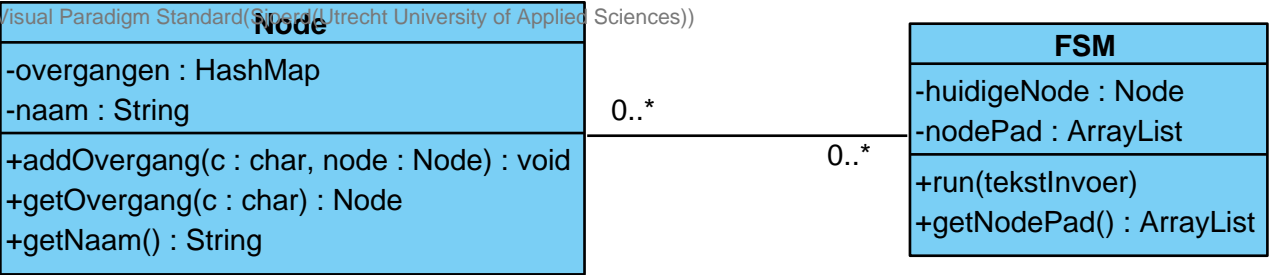 Visual Paradigm Standard(Sjoerd(Utrecht University of Applied Sciences))
Node
-overgangen : HashMap
-naam : String
+addOvergang(c : char, node : Node) : void
+getOvergang(c : char) : Node
+getNaam() : String
0..*
0..*
FSM
-huidigeNode : Node
-nodePad : ArrayList
+run(tekstInvoer)
+getNodePad() : ArrayList